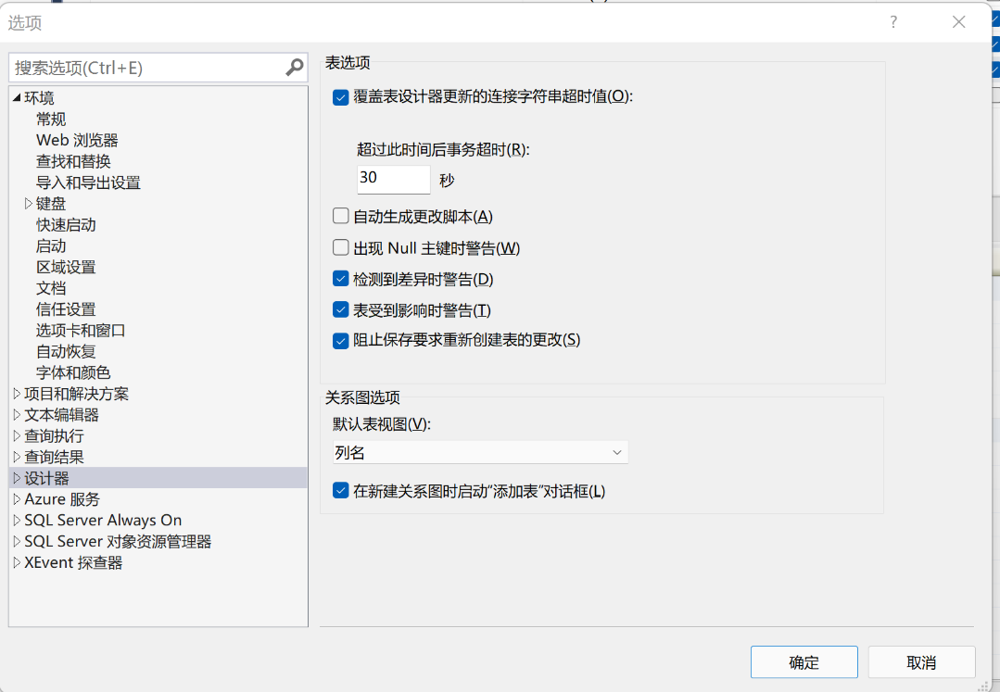 选项
搜索选项(Ctrl+E)
环境
常规
Web 浏览器
查找和替换
导入和导出设置
键盘
快速启动
启动
区域设置
文档
信任设置
选项卡和窗口
自动恢复
字体和颜色
项目和解决方案
文本编辑器
查询执行
查询结果
设计器
Azure 服务
SQL Server Always On
SQL Server 对象资源管理器
XEvent 探查器
表选项
覆盖表设计器更新的连接字符串超时值(O):
超过此时间后事务超时(R):
30 秒
自动生成更改脚本(A)
出现 Null 主键时警告(W)
检测到差异时警告(D)
表受到影响时警告(T)
阻止保存要求重新创建表的更改(S)
关系图选项
默认表视图(V):
列名
在新建关系图时启动“添加表”对话框(L)
确定 取消